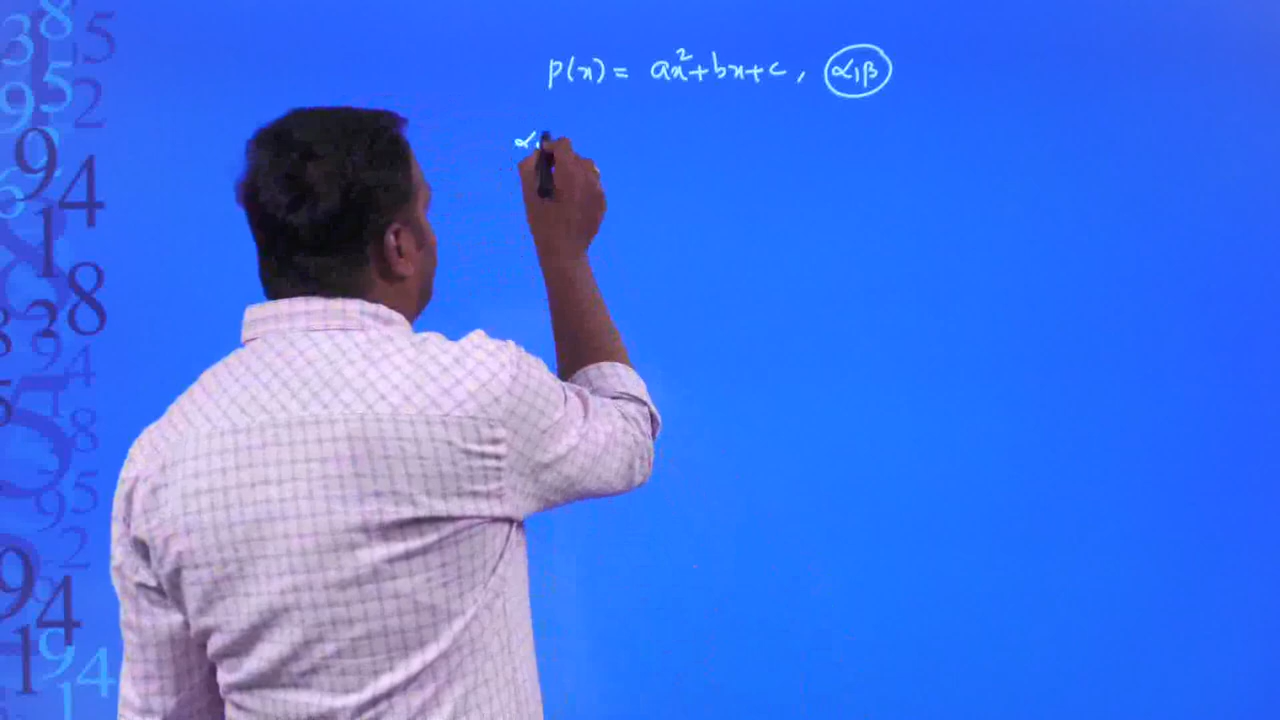 p(x) = ax²+bx+c, α,β
α